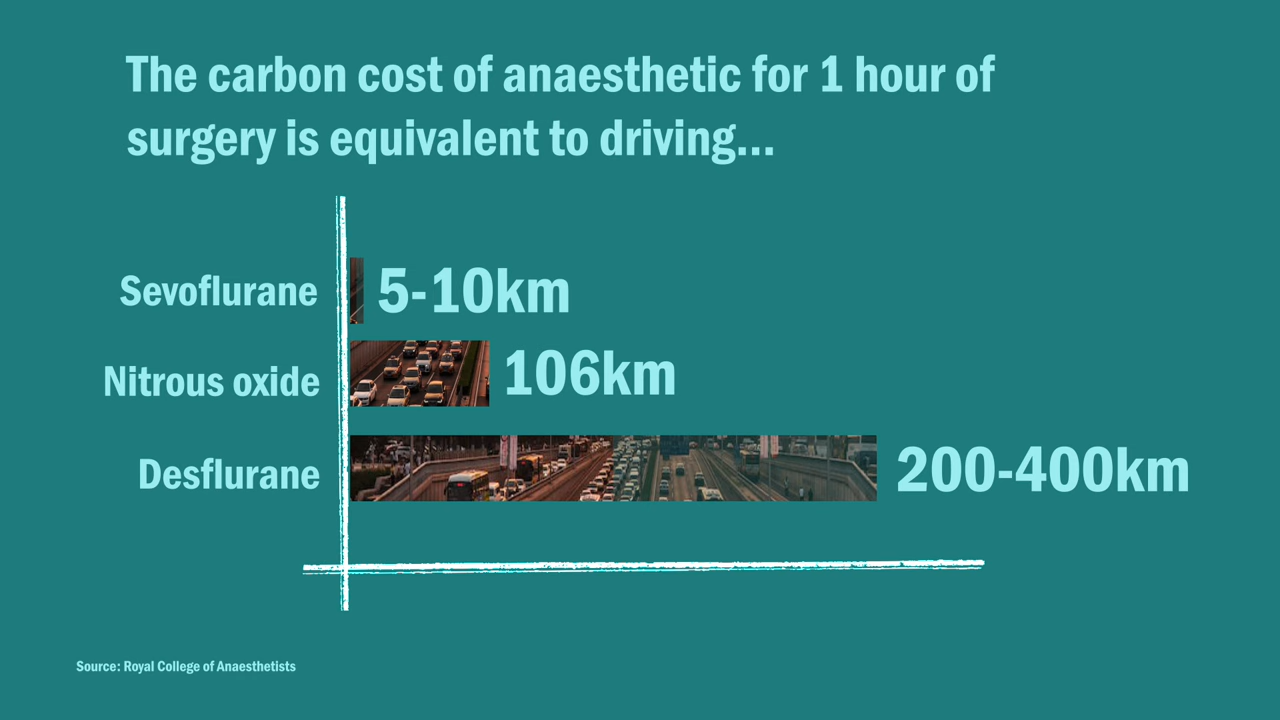 The carbon cost of anaesthetic for 1 hour of
surgery is equivalent to driving...
Sevoflurane 5-10km
Nitrous oxide 106km
Desflurane 200-400km
Source: Royal College of Anaesthetists